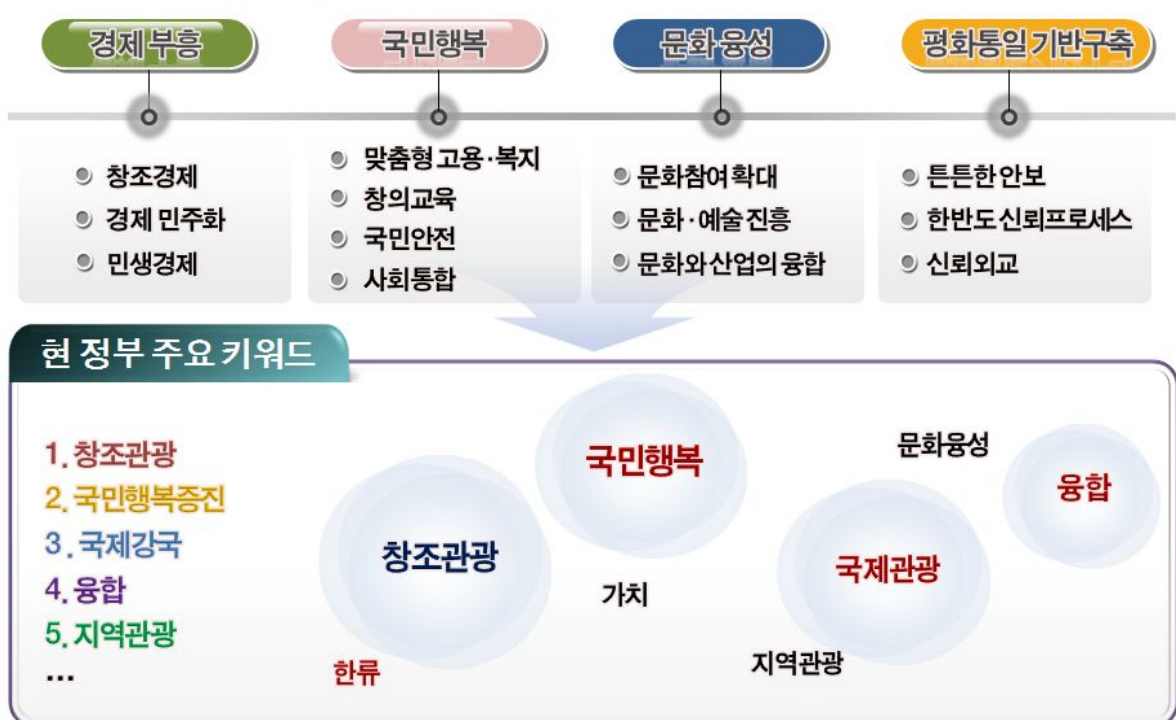 경제 부흥
국민행복
문화 융성
평화통일 기반구축
창조경제
경제 민주화
민생경제
맞춤형 고용·복지
창의교육
국민안전
사회통합
문화참여 확대
문화·예술 진흥
문화와 산업의 융합
튼튼한 안보
한반도 신뢰프로세스
신뢰외교
현 정부 주요 키워드
1. 창조관광
2. 국민행복증진
3. 국제강국
4. 융합
5. 지역관광
...
국민행복
문화융성
융합
창조관광
국제관광
가치
지역관광
한류